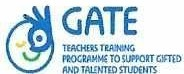 GATE
TEACHERS TRAINING
PROGRAMME TO SUPPORT GIFTED
AND TALENTED STUDENTS